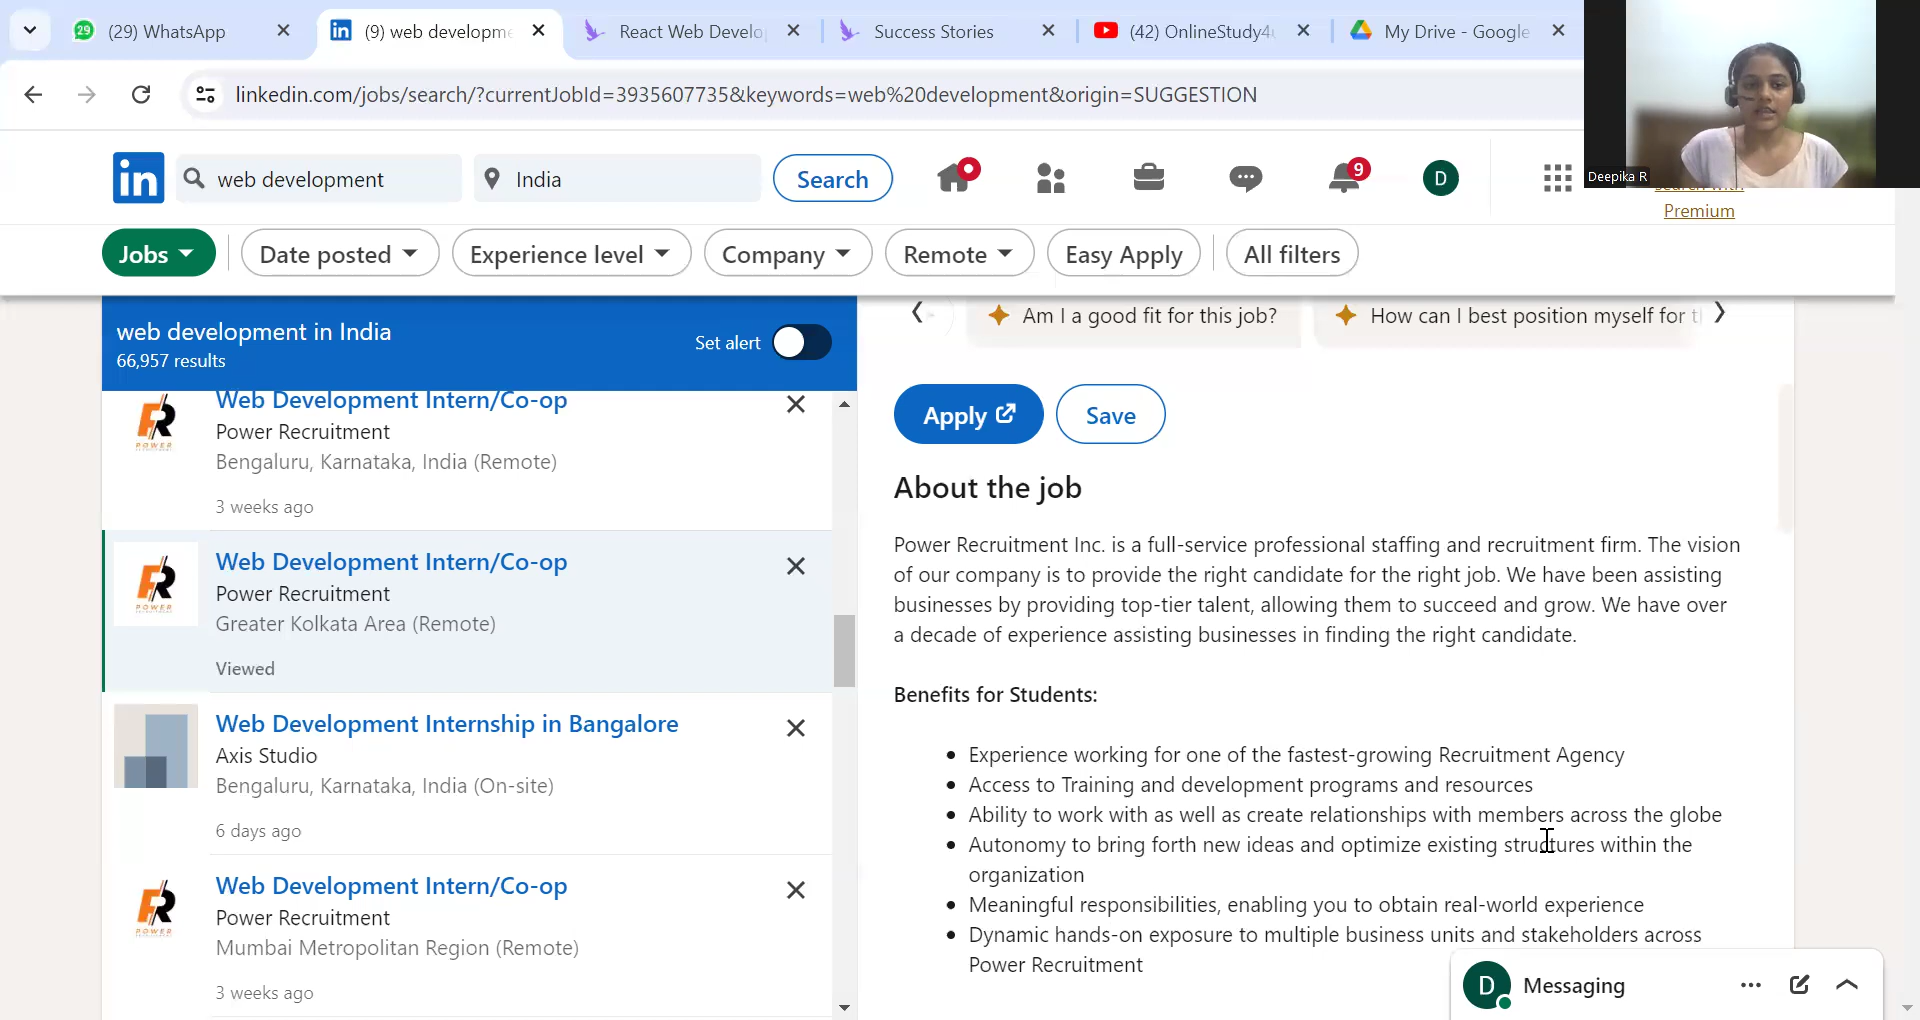 29
(29) WhatsApp
(9) web developme
React Web Develo
Success Stories
(42) OnlineStudy4
My Drive - Google
linkedin.com/jobs/search/?currentJobId=3935607735&keywords=web%20development&origin=SUGGESTION
Deepika R
in
web development
India
Search
9
D
Premium
Jobs
Date posted
Experience level
Company
Remote
Easy Apply
All filters
web development in India
66,957 results
Set alert
Web Development Intern/Co-op
Power Recruitment
Bengaluru, Karnataka, India (Remote)
3 weeks ago
POWER
Web Development Intern/Co-op
Power Recruitment
Greater Kolkata Area (Remote)
Viewed
POWER
Web Development Internship in Bangalore
Axis Studio
Bengaluru, Karnataka, India (On-site)
6 days ago
Web Development Intern/Co-op
Power Recruitment
Mumbai Metropolitan Region (Remote)
3 weeks ago
POWER
Am I a good fit for this job?
How can I best position myself for t
Apply
Save
About the job
Power Recruitment Inc. is a full-service professional staffing and recruitment firm. The vision
of our company is to provide the right candidate for the right job. We have been assisting
businesses by providing top-tier talent, allowing them to succeed and grow. We have over
a decade of experience assisting businesses in finding the right candidate.
Benefits for Students:
• Experience working for one of the fastest-growing Recruitment Agency
• Access to Training and development programs and resources
• Ability to work with as well as create relationships with members across the globe
• Autonomy to bring forth new ideas and optimize existing structures within the
organization
• Meaningful responsibilities, enabling you to obtain real-world experience
• Dynamic hands-on exposure to multiple business units and stakeholders across
Power Recruitment
D
Messaging